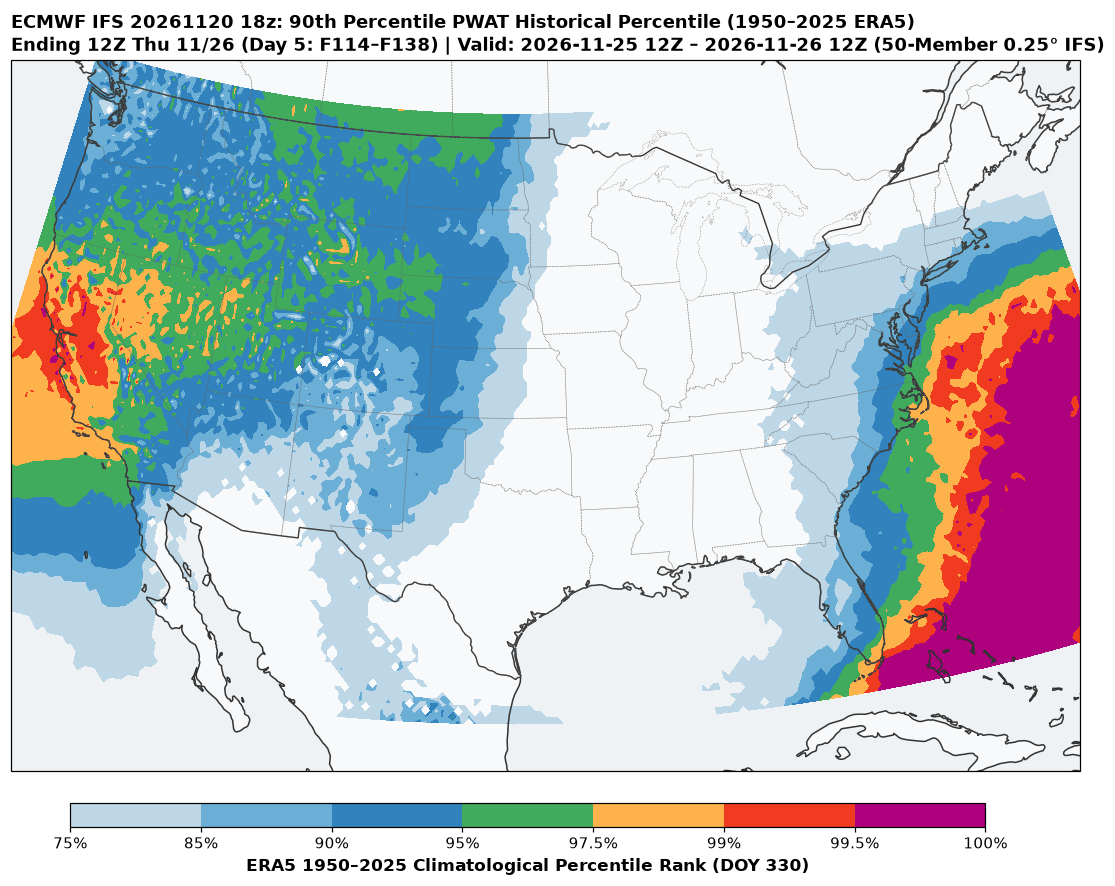 ECMWF IFS 20261120 18z: 90th Percentile PWAT Historical Percentile (1950–2025 ERA5)
Ending 12Z Thu 11/26 (Day 5: F114–F138) | Valid: 2026-11-25 12Z – 2026-11-26 12Z (50-Member 0.25° IFS)
75% 85% 90% 95% 97.5% 99% 99.5% 100%
ERA5 1950–2025 Climatological Percentile Rank (DOY 330)